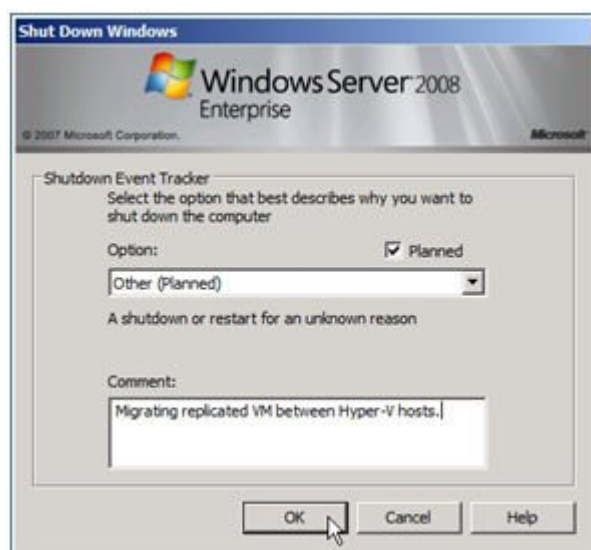 Shut Down Windows
Windows Server 2008
Enterprise
© 2007 Microsoft Corporation.
Microsoft
Shutdown Event Tracker
Select the option that best describes why you want to
shut down the computer
Option:
Planned
Other (Planned)
A shutdown or restart for an unknown reason
Comment:
Migrating replicated VM between Hyper-V hosts.
OK
Cancel
Help